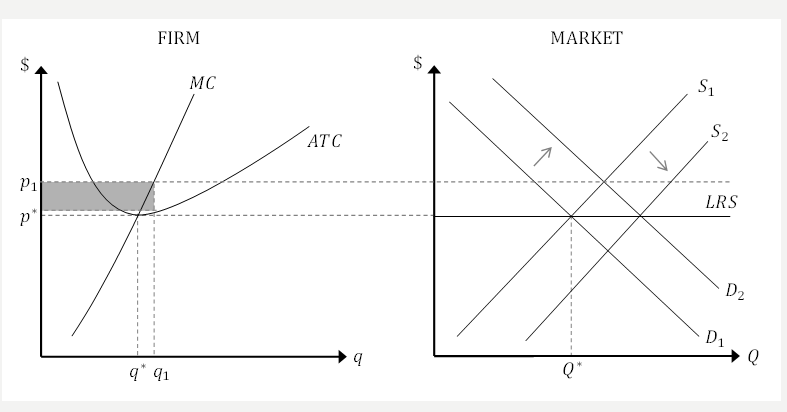 FIRM
$
MC
ATC
p₁
p*
q* q₁
q
MARKET
$
S₁
S₂
LRS
D₂
D₁
Q*
Q